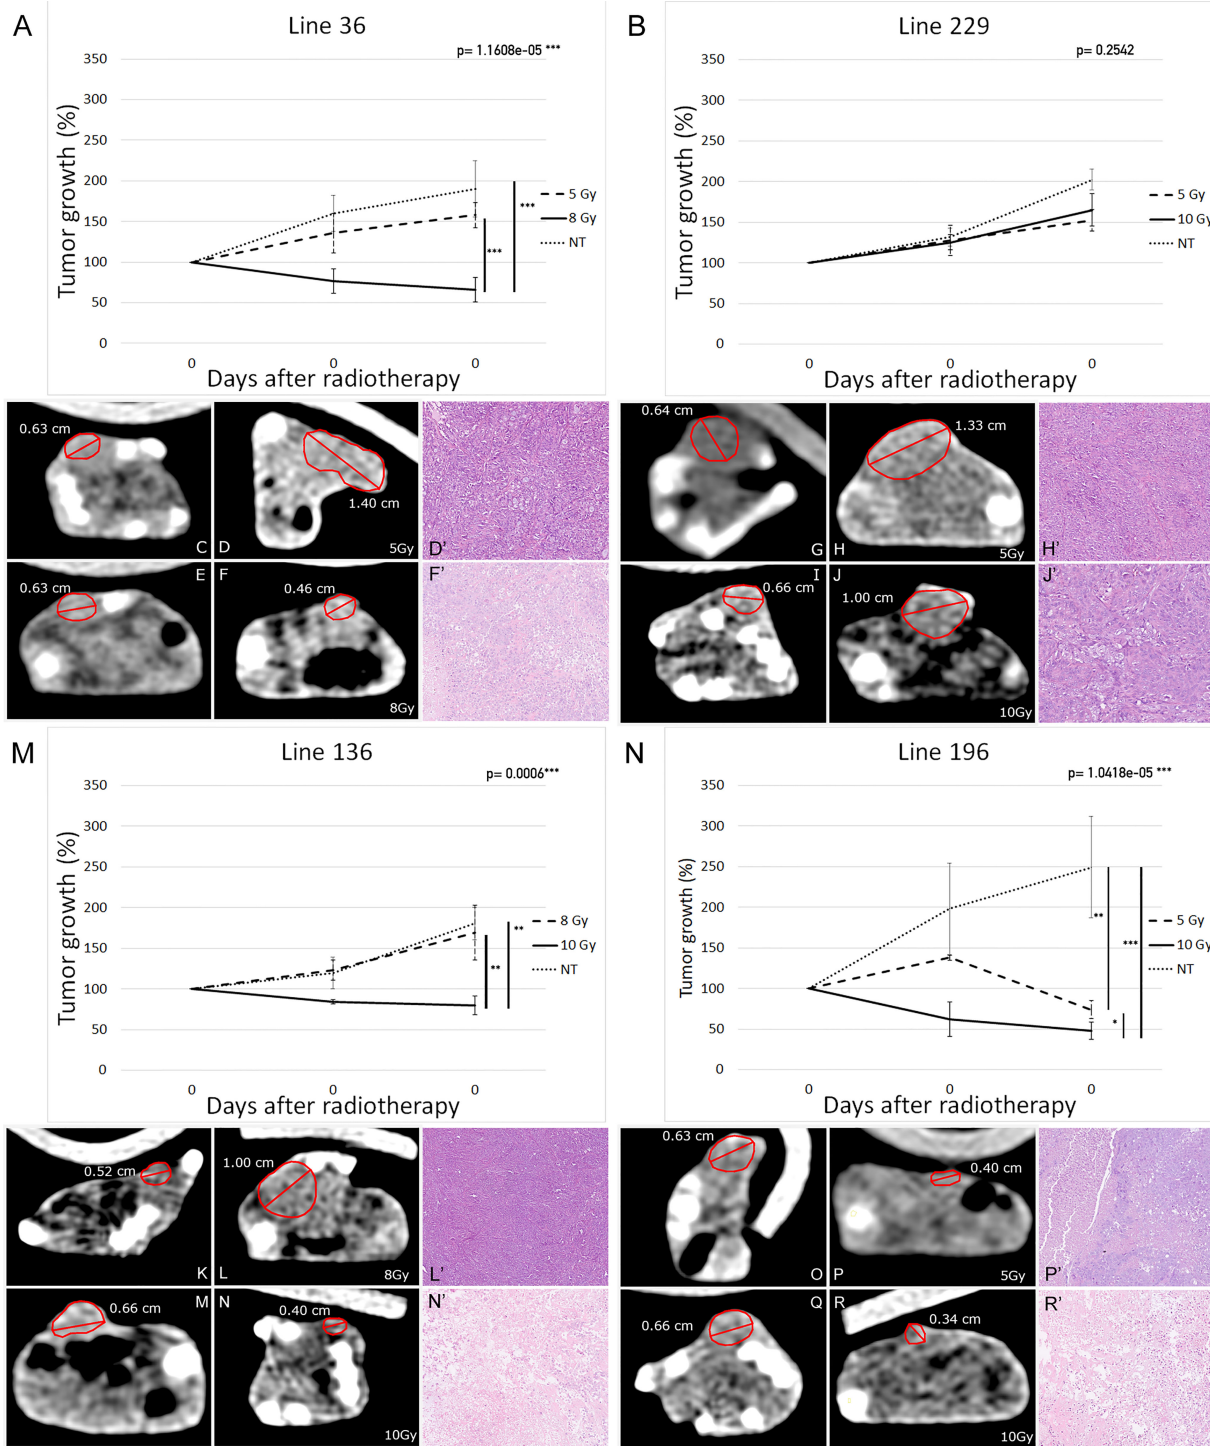 A
Line 36
p= 1.1608e-05 ***
350
300
250
200
150
100
50
0
Tumor growth (%)
0 0 0
Days after radiotherapy
5 Gy
8 Gy
NT
***
***
B
Line 229
p= 0.2542
350
300
250
200
150
100
50
0
Tumor growth (%)
0 0 0
Days after radiotherapy
5 Gy
10 Gy
NT
0.63 cm
C
D
1.40 cm
5Gy
D'
0.63 cm
E
F
0.46 cm
8Gy
F'
0.64 cm
G
H
1.33 cm
5Gy
H'
I
0.66 cm
J
1.00 cm
10Gy
J'
M
Line 136
p= 0.0006***
350
300
250
200
150
100
50
0
Tumor growth (%)
0 0 0
Days after radiotherapy
8 Gy
10 Gy
NT
**
**
N
Line 196
p= 1.0418e-05 ***
350
300
250
200
150
100
50
0
Tumor growth (%)
0 0 0
Days after radiotherapy
5 Gy
10 Gy
NT
**
***
*
0.52 cm
K
1.00 cm
L
8Gy
L'
0.66 cm
M
N
0.40 cm
10Gy
N'
0.63 cm
O
P
0.40 cm
5Gy
P'
0.66 cm
Q
R
0.34 cm
10Gy
R'